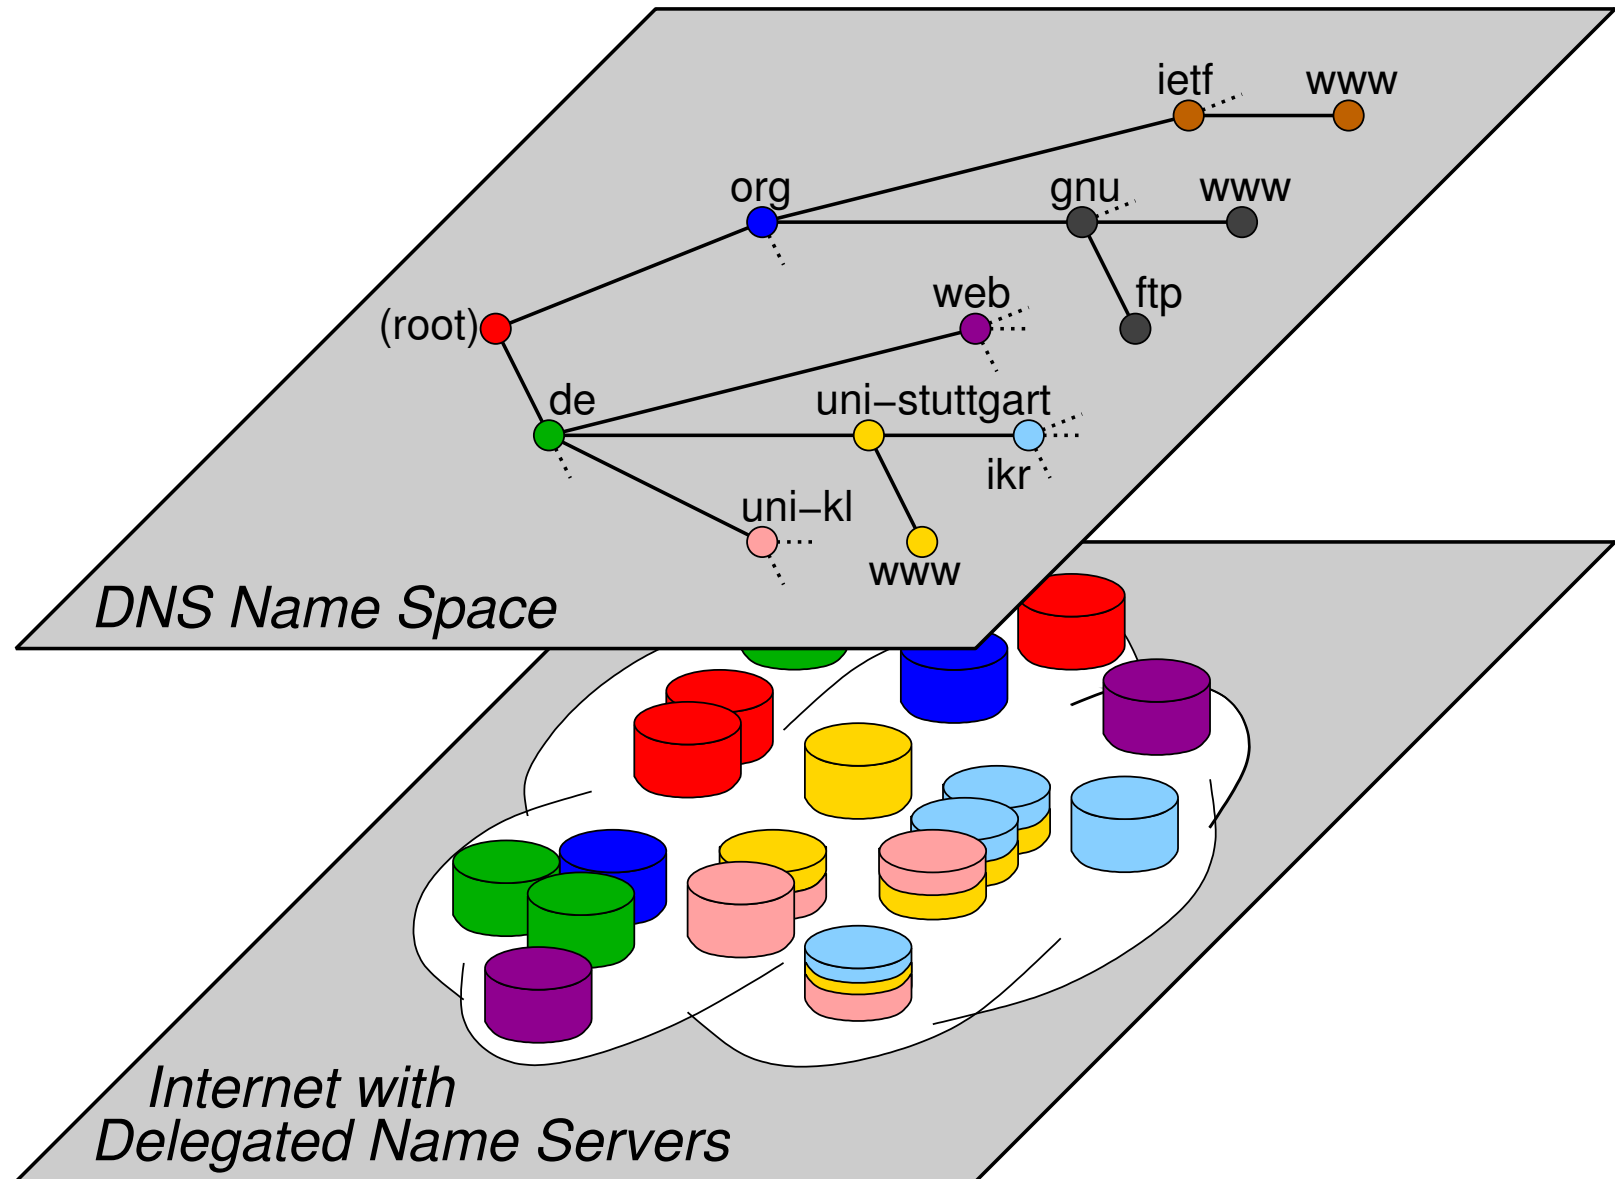 ietf www
org gnu www
web ftp
(root)
de uni–stuttgart
ikr
uni–kl
www
DNS Name Space
Internet with
Delegated Name Servers